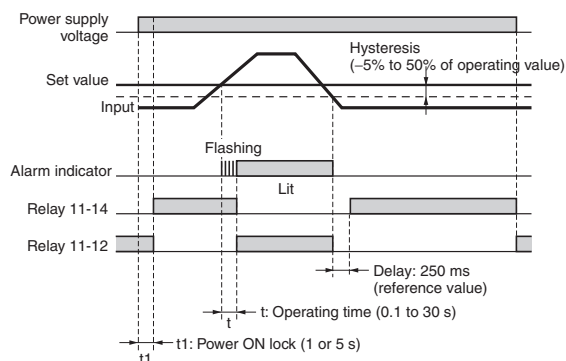 Power supply
voltage
Hysteresis
(−5% to 50% of operating value)
Set value
Input
Flashing
Alarm indicator
Lit
Relay 11-14
Relay 11-12
Delay: 250 ms
(reference value)
t: Operating time (0.1 to 30 s)
t
t1: Power ON lock (1 or 5 s)
t1